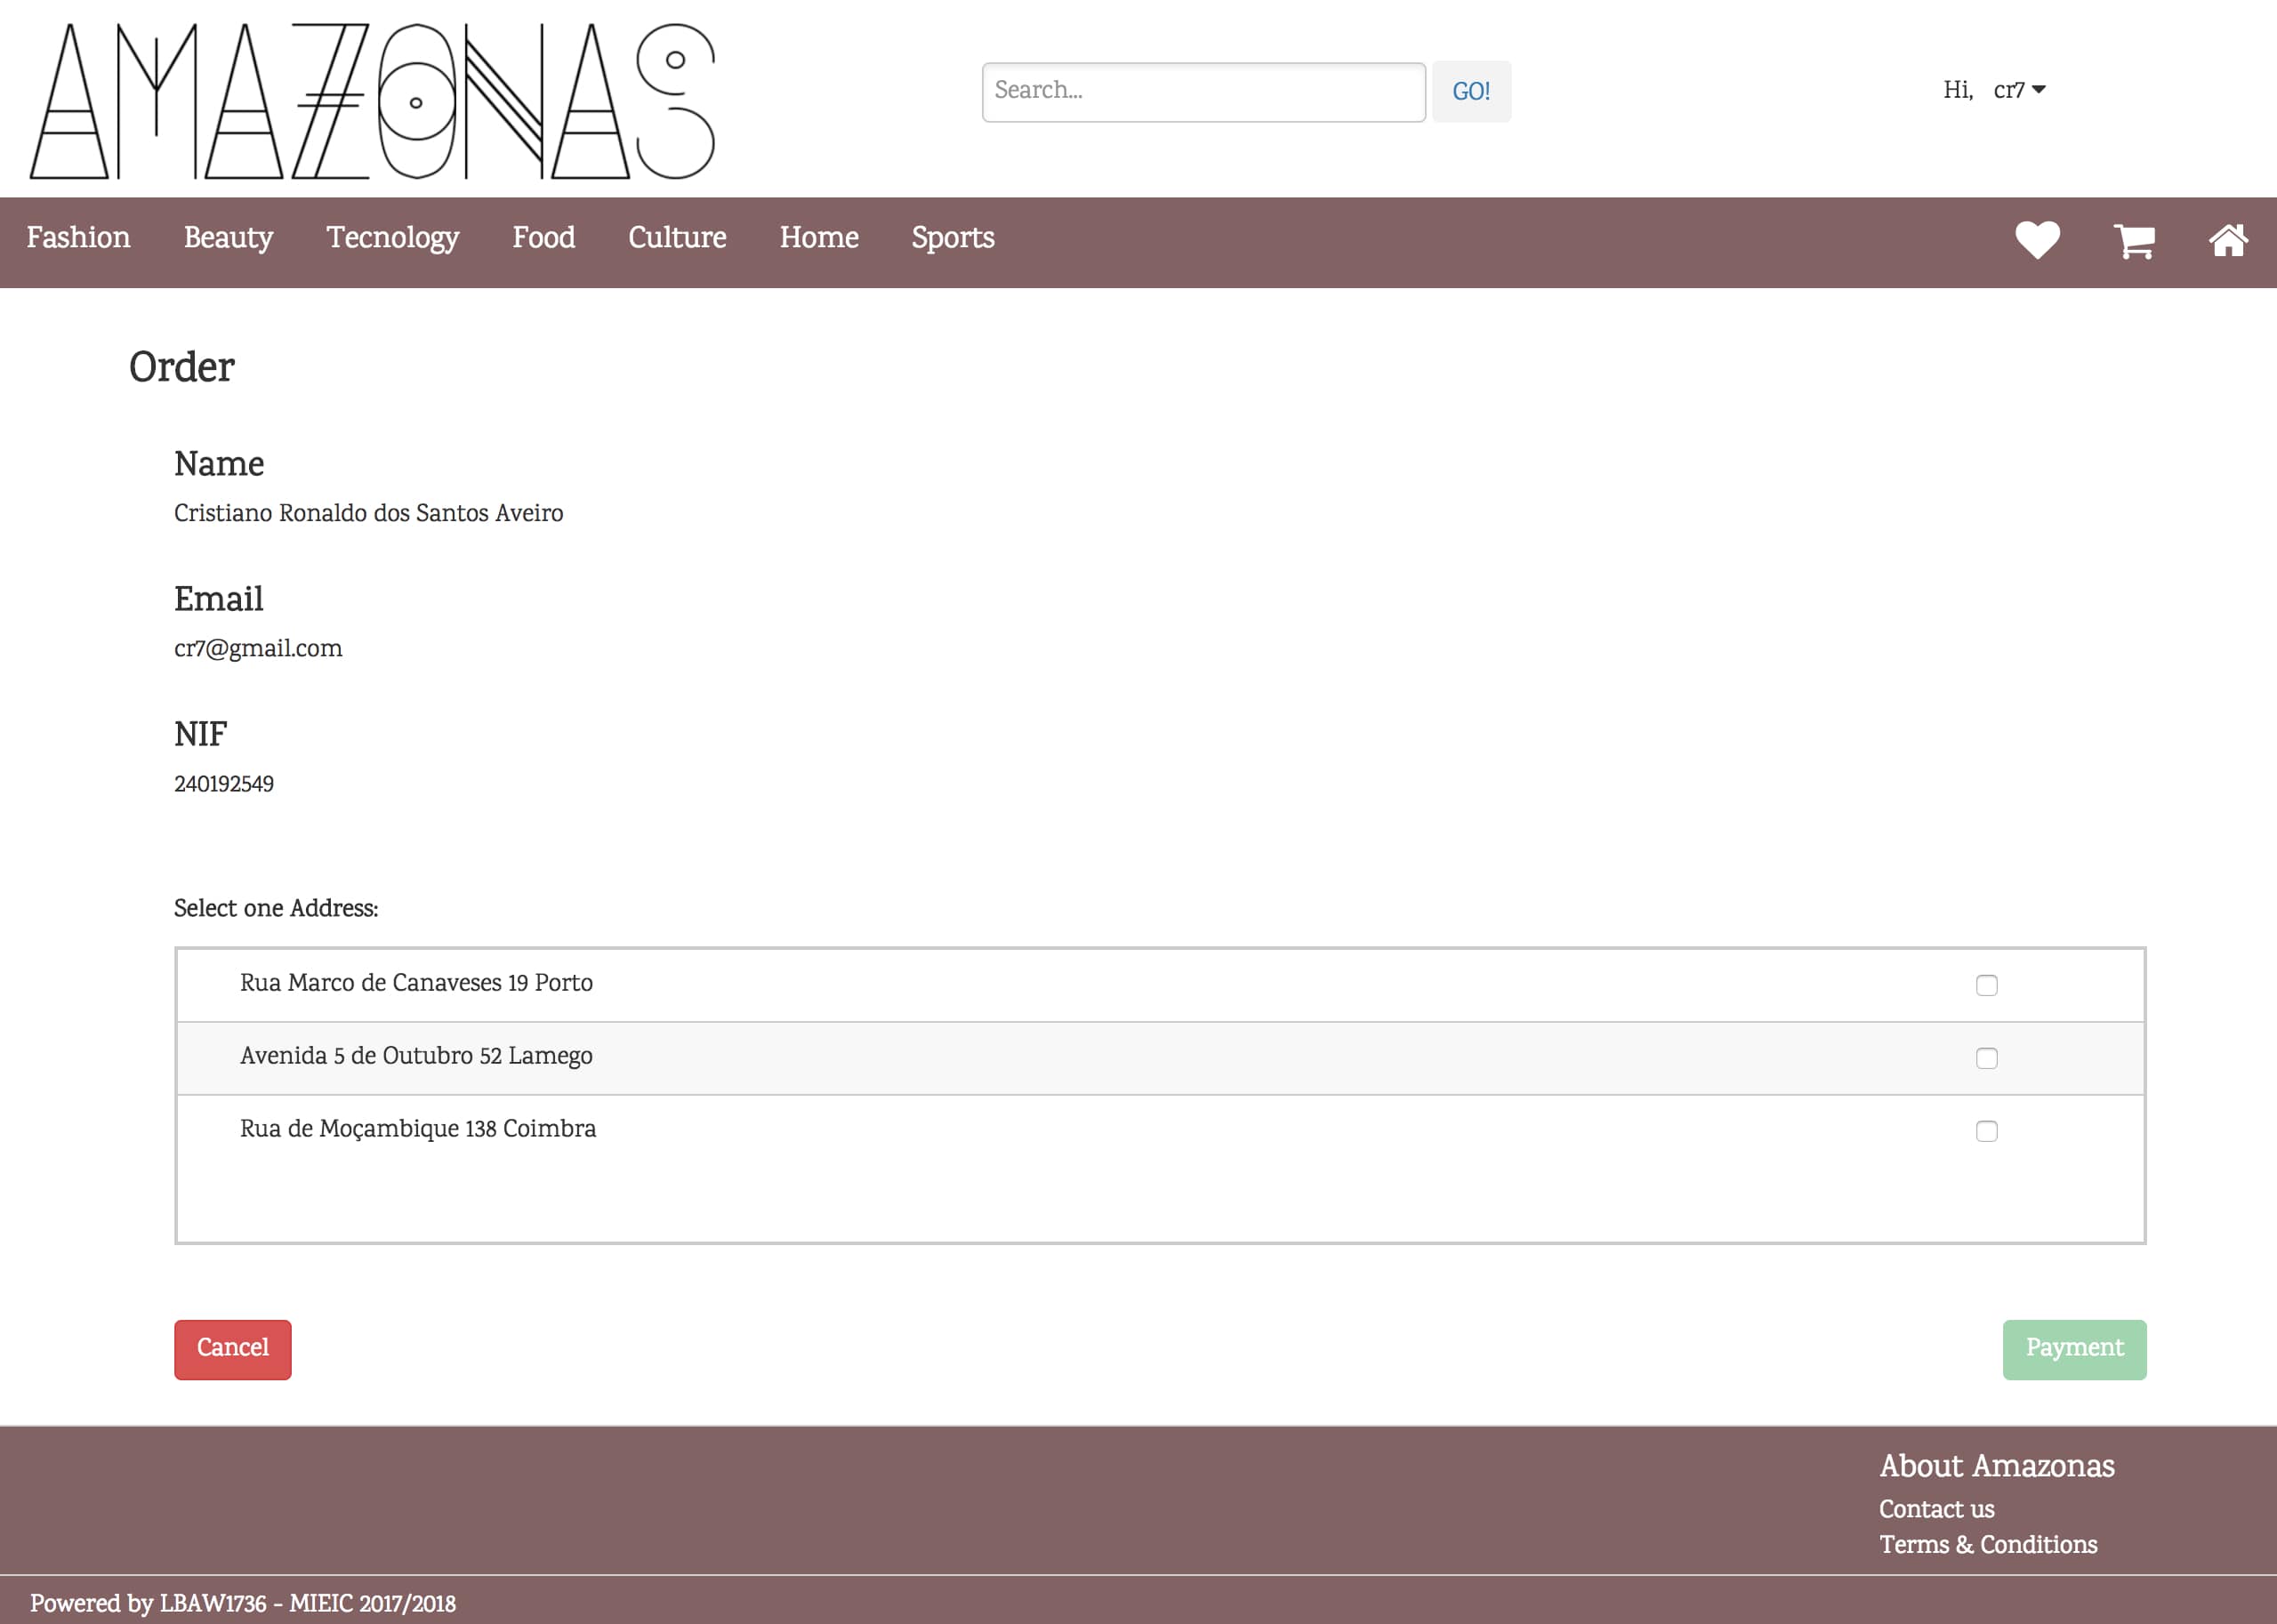 AMAZONAS
Search...
GO!
Hi, cr7
Fashion Beauty Tecnology Food Culture Home Sports
Order
Name
Cristiano Ronaldo dos Santos Aveiro
Email
cr7@gmail.com
NIF
240192549
Select one Address:
Rua Marco de Canaveses 19 Porto
Avenida 5 de Outubro 52 Lamego
Rua de Moçambique 138 Coimbra
Cancel
Payment
About Amazonas
Contact us
Terms & Conditions
Powered by LBAW1736 - MIEIC 2017/2018